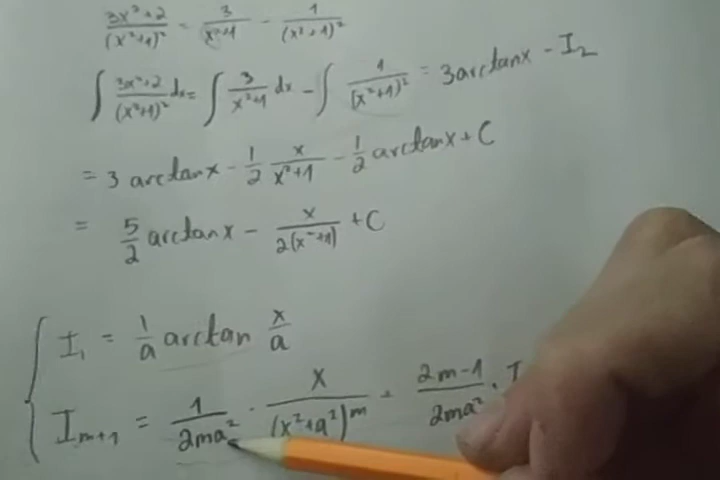 (3x²+2)/(x²+1)² = 3/(x²+1) - 1/(x²+1)²
∫ (3x²+2)/(x²+1)² dx = ∫ 3/(x²+1) dx - ∫ 1/(x²+1)² = 3 arctanx - I₂
= 3 arctanx - 1/2 x/(x²+1) - 1/2 arctanx + C
= 5/2 arctanx - x/(2(x²+1)) + C
I₁ = 1/a arctan x/a
Iₘ₊₁ = 1/(2ma²) · x/(x²+a²)ᵐ + (2m-1)/(2ma²) · I